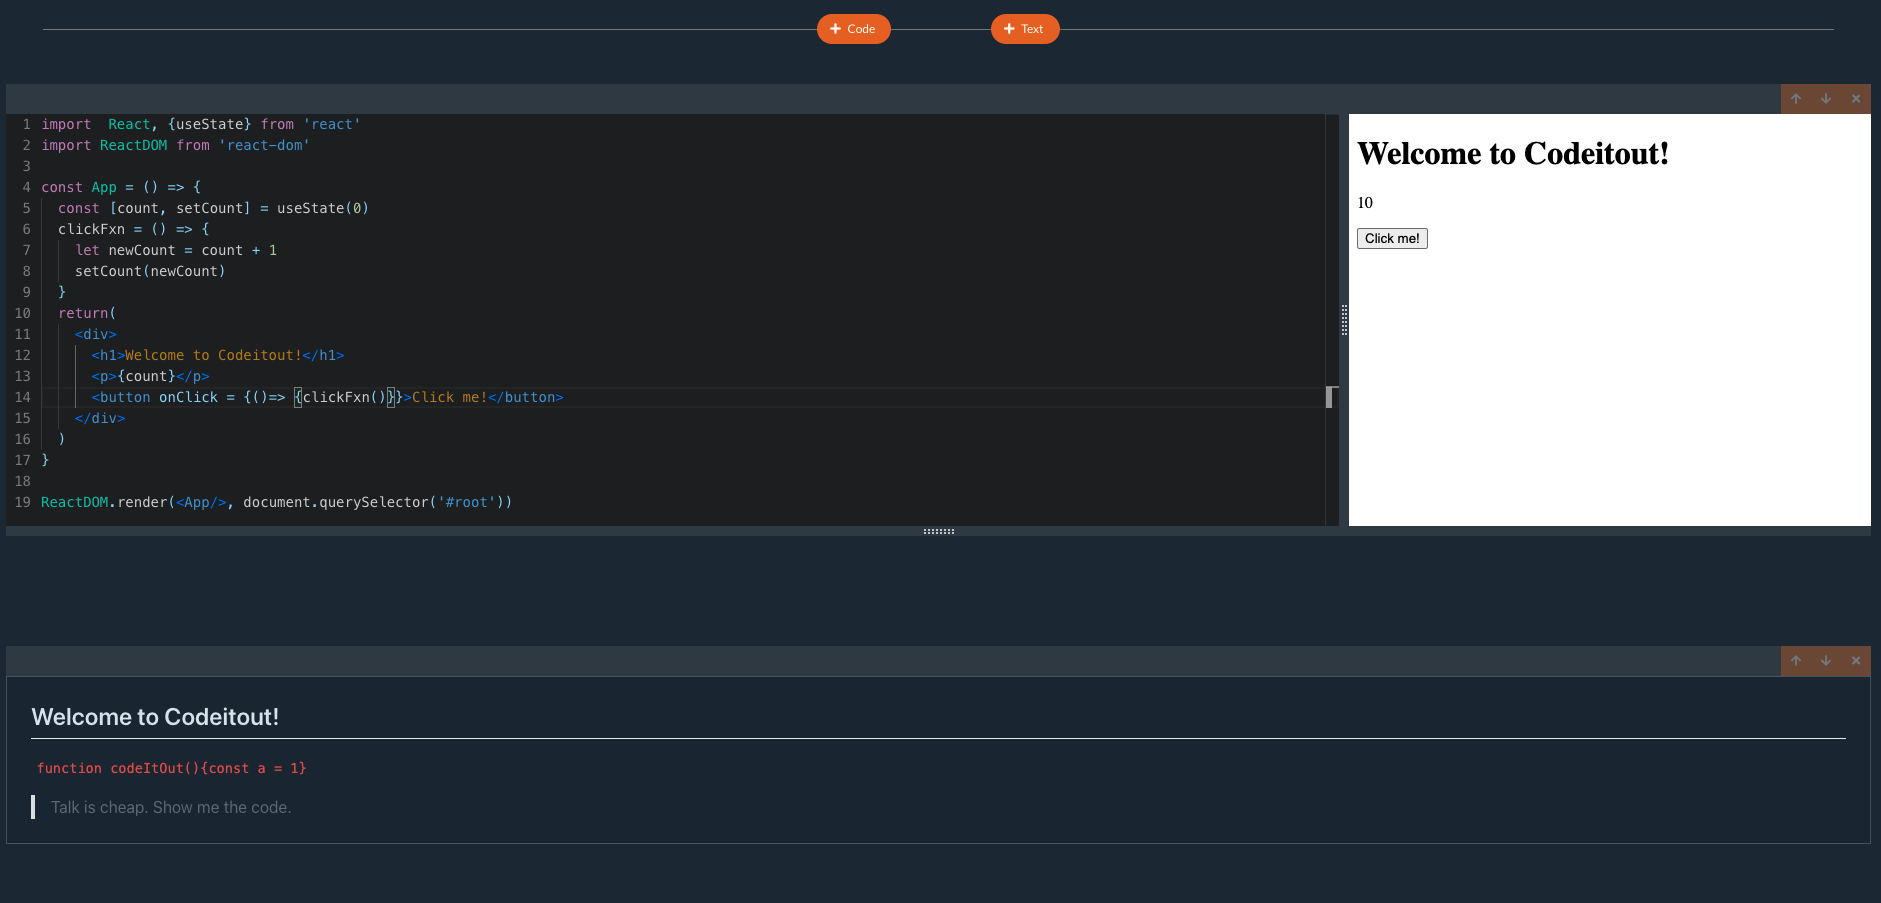 + Code
+ Text
1 import  React, {useState} from 'react'
2 import ReactDOM from 'react-dom'
3
4 const App = () => {
5   const [count, setCount] = useState(0)
6   clickFxn = () => {
7     let newCount = count + 1
8     setCount(newCount)
9   }
10   return(
11     <div>
12       <h1>Welcome to Codeitout!</h1>
13       <p>{count}</p>
14       <button onClick = {()=> {clickFxn()}}>Click me!</button>
15     </div>
16   )
17 }
18
19 ReactDOM.render(<App/>, document.querySelector('#root'))
Welcome to Codeitout!
10
Click me!
Welcome to Codeitout!
function codeItOut(){const a = 1}
Talk is cheap. Show me the code.